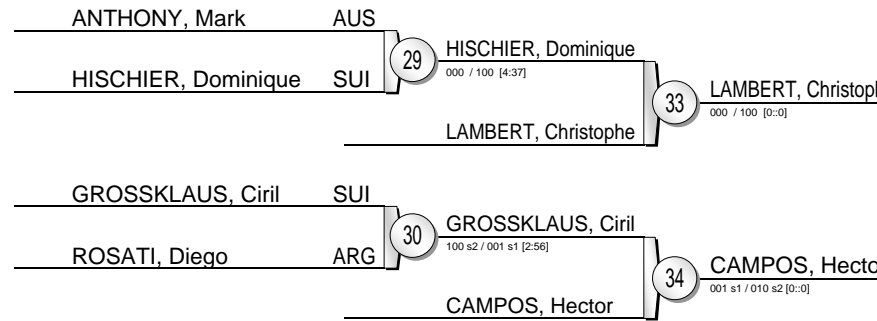 ANTHONY, Mark AUS
29 HISCHIER, Dominique
000 / 100 [4:37]
HISCHIER, Dominique SUI
33 LAMBERT, Christoph
000 / 100 [0::0]
LAMBERT, Christophe
GROSSKLAUS, Ciril SUI
30 GROSSKLAUS, Ciril
100 s2 / 001 s1 [2:56]
ROSATI, Diego ARG
34 CAMPOS, Hecto
001 s1 / 010 s2 [0::0]
CAMPOS, Hector